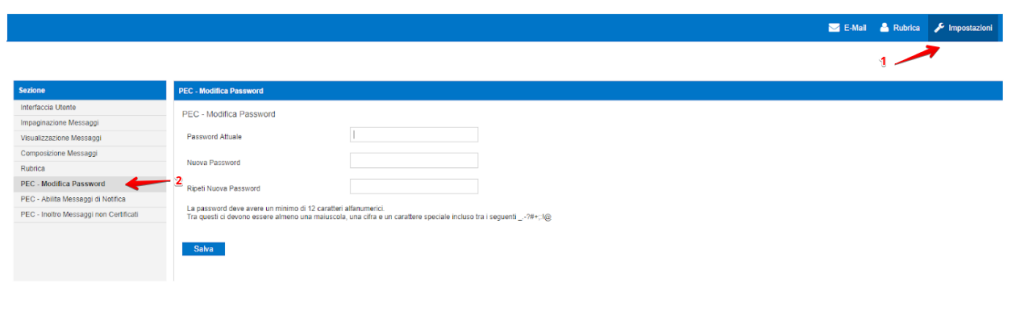 E-Mail Rubrica Impostazioni
1
Sezione
Interfaccia Utente
Impaginazione Messaggi
Visualizzazione Messaggi
Composizione Messaggi
Rubrica
PEC - Modifica Password
2
PEC - Abilita Messaggi di Notifica
PEC - Inoltro Messaggi non Certificati
PEC - Modifica Password
PEC - Modifica Password
Password Attuale
Nuova Password
Ripeti Nuova Password
La password deve avere un minimo di 12 caratteri alfanumerici.
Tra questi ci devono essere almeno una maiuscola, una cifra e un carattere speciale incluso tra i seguenti _.-?#+;:!@
Salva